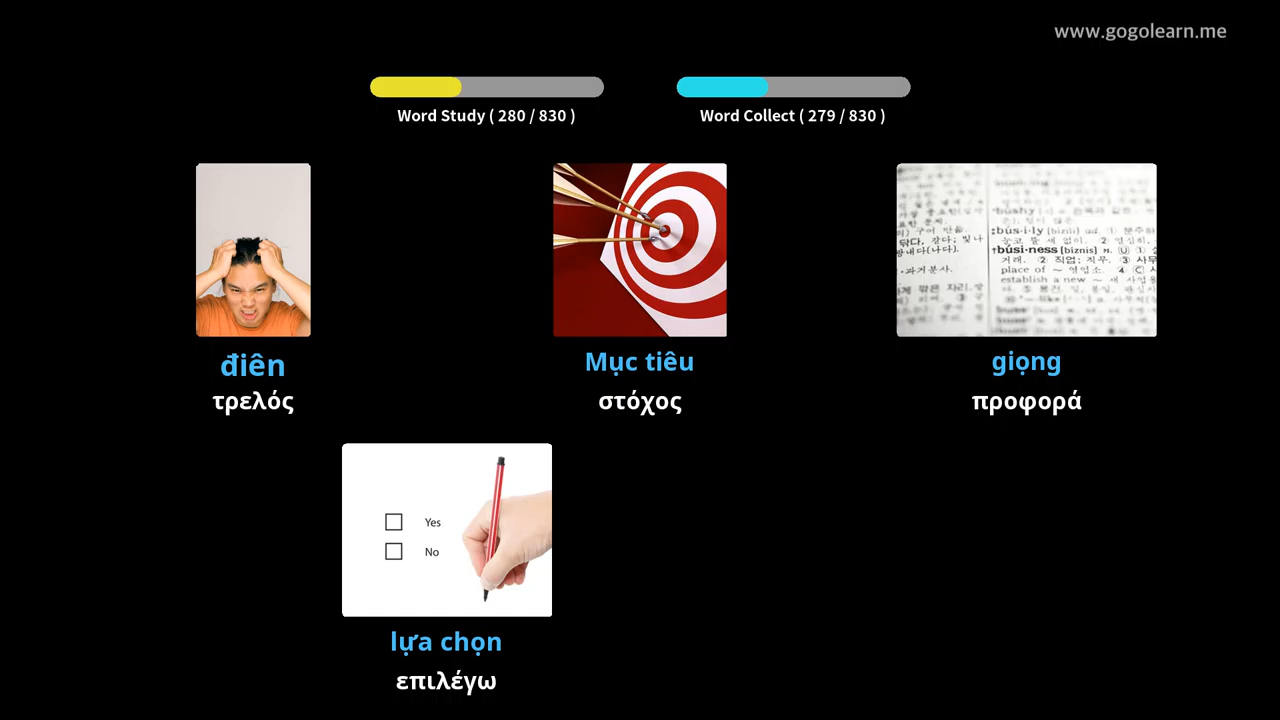 www.gogolearn.me
Word Study ( 280 / 830 )
Word Collect ( 279 / 830 )
điên
τρελός
Mục tiêu
στόχος
giọng
προφορά
Yes
No
lựa chọn
επιλέγω